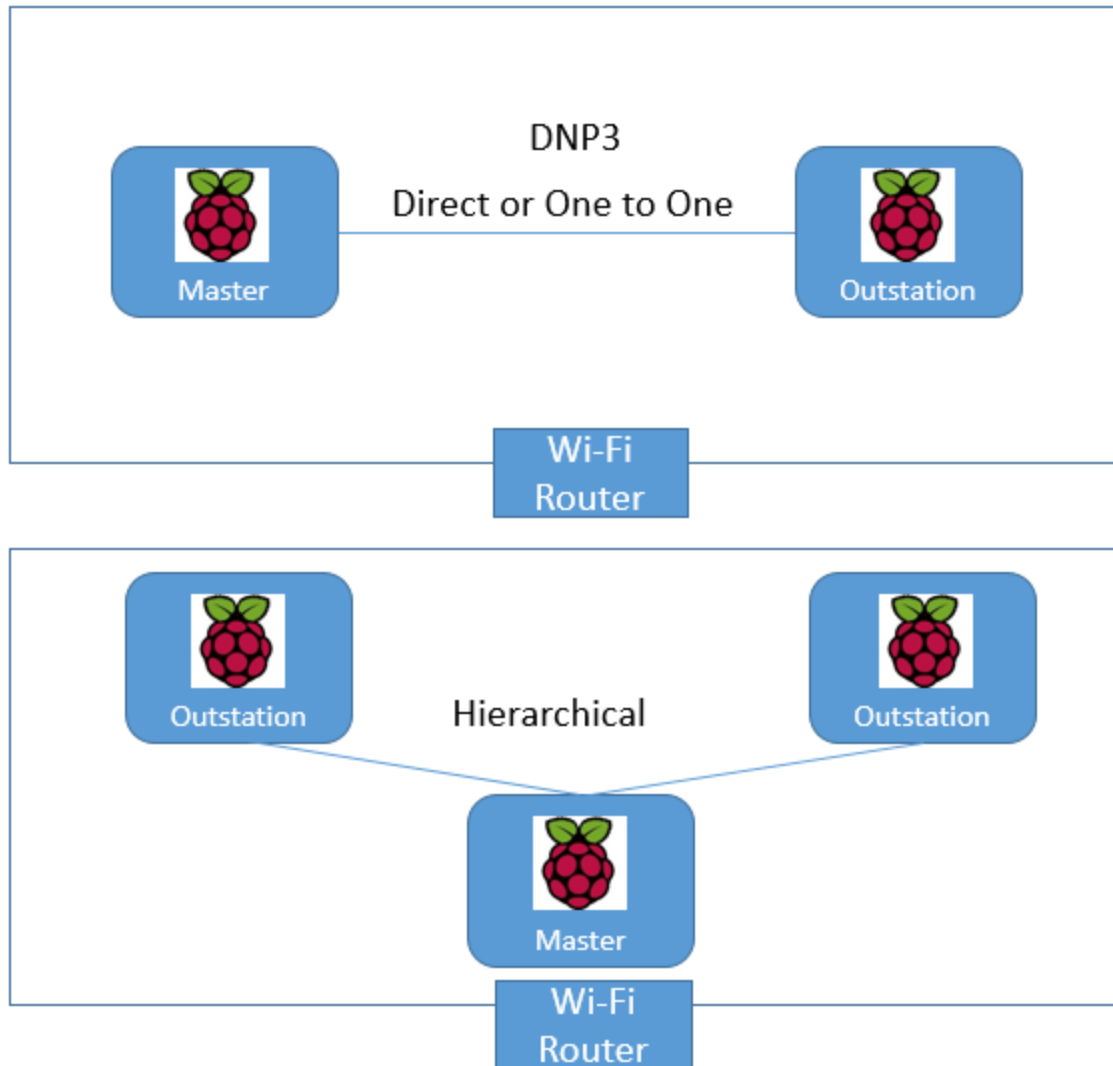 DNP3
Direct or One to One
Master
Outstation
Wi-Fi
Router
Outstation
Outstation
Hierarchical
Master
Wi-Fi
Router